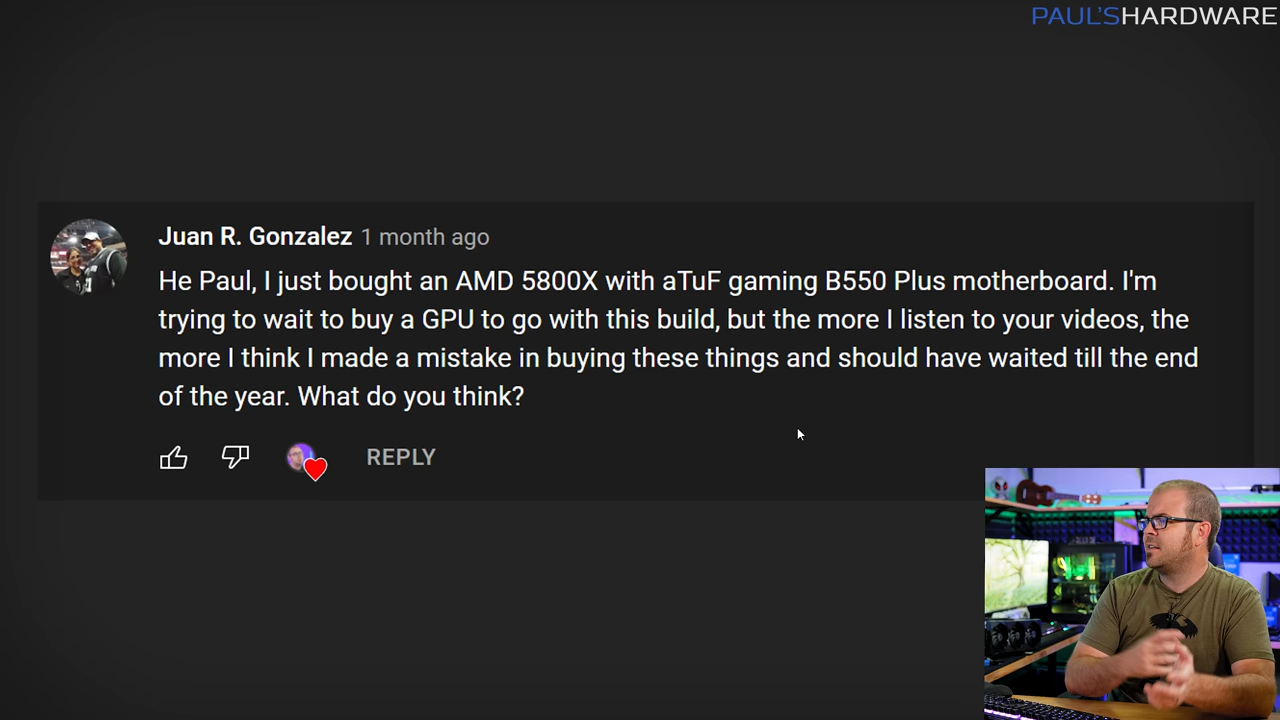 PAUL'SHARDWARE
Juan R. Gonzalez 1 month ago
He Paul, I just bought an AMD 5800X with aTuF gaming B550 Plus motherboard. I'm
trying to wait to buy a GPU to go with this build, but the more I listen to your videos, the
more I think I made a mistake in buying these things and should have waited till the end
of the year. What do you think?
REPLY